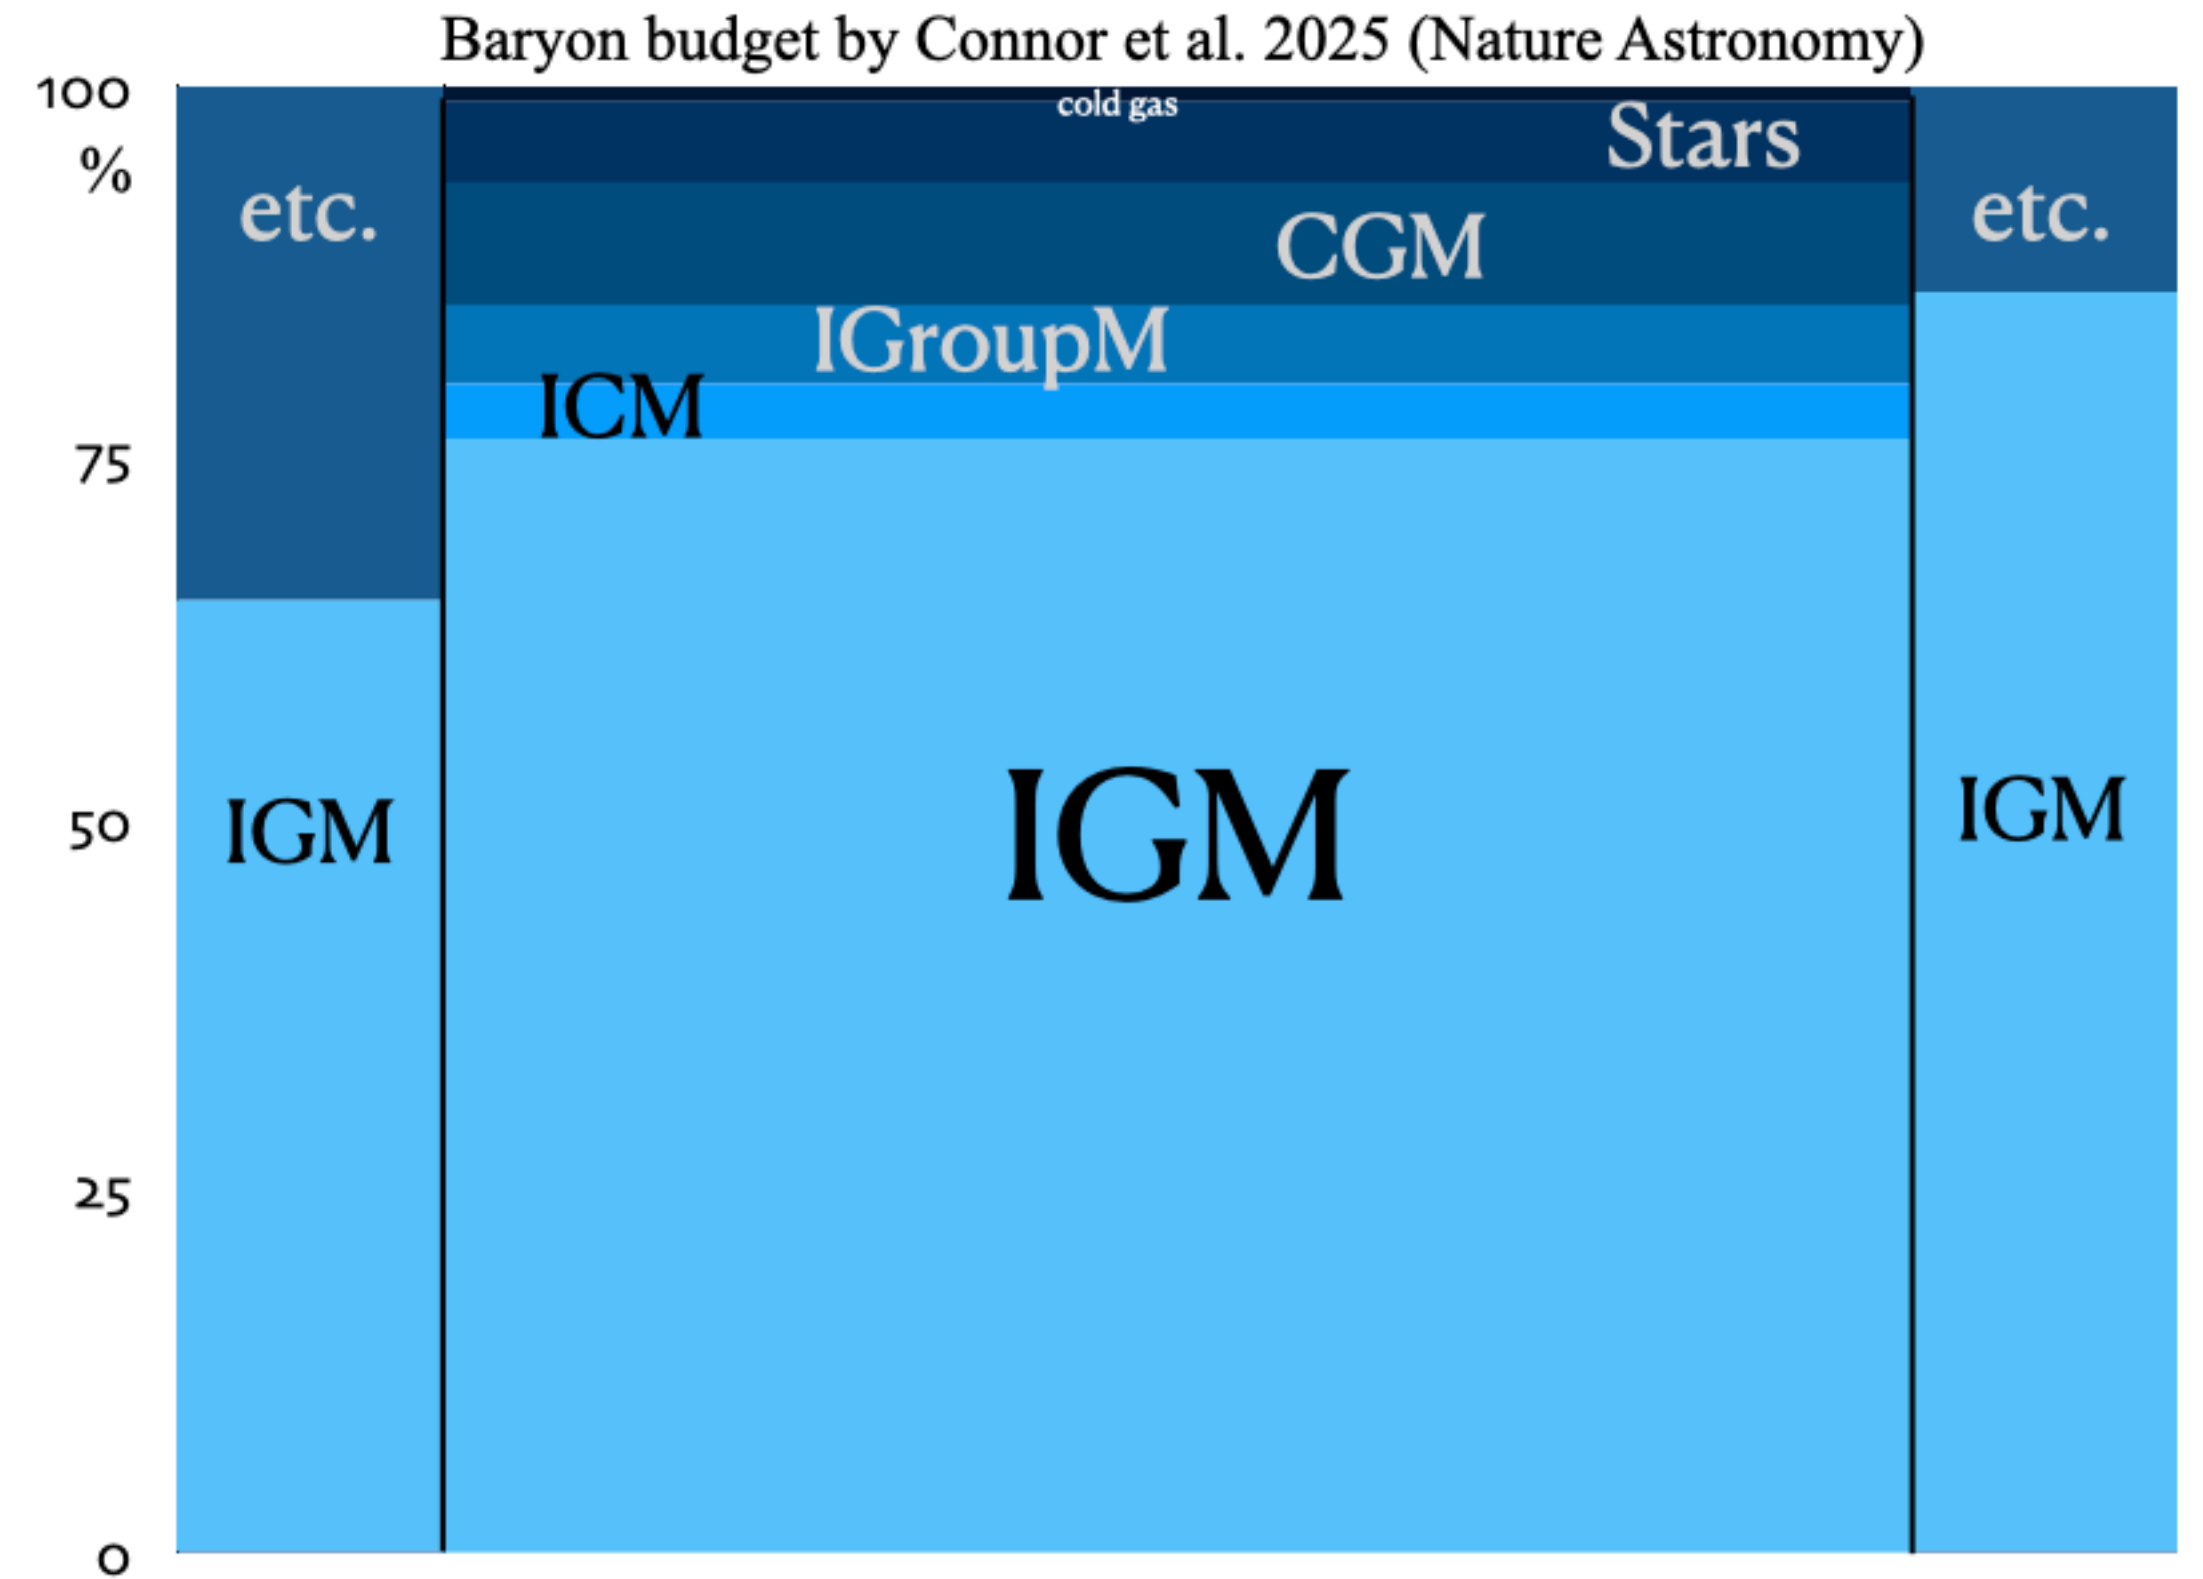 Baryon budget by Connor et al. 2025 (Nature Astronomy)
100
%
cold gas
Stars
etc.
CGM
etc.
IGroupM
ICM
75
IGM
50
IGM
IGM
25
0